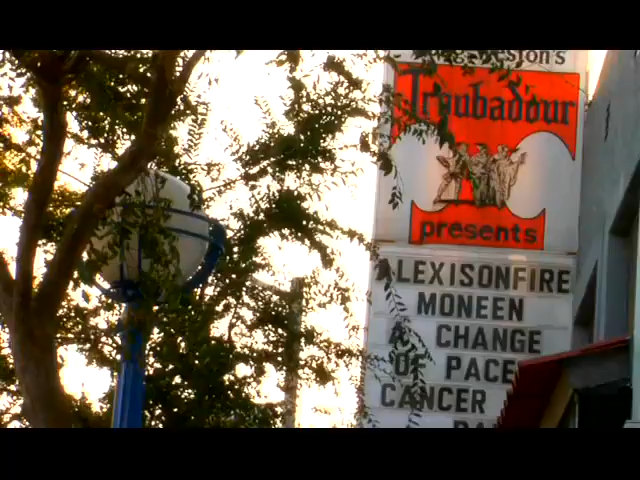 Troubadour
presents
ALEXISONFIRE
MONEEN
A CHANGE
OF PACE
CANCER